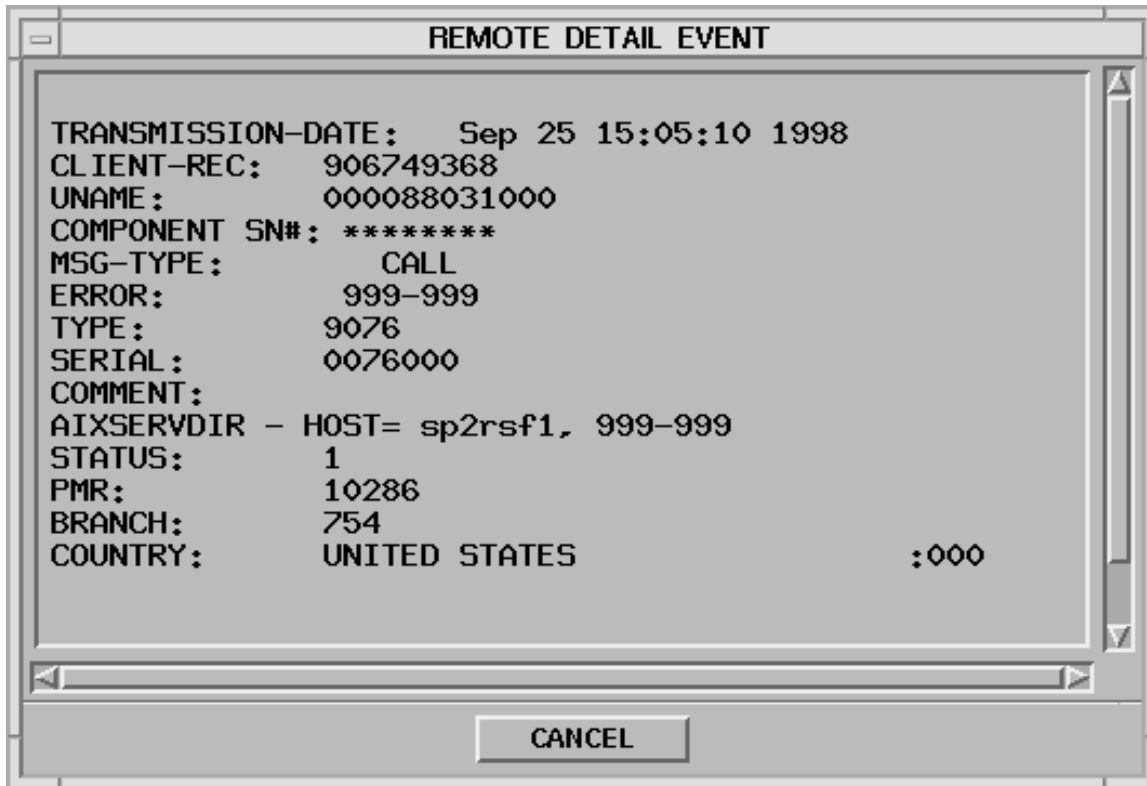 REMOTE DETAIL EVENT
TRANSMISSION-DATE: Sep 25 15:05:10 1998
CLIENT-REC: 906749368
UNAME: 000088031000
COMPONENT SN#: ********
MSG-TYPE: CALL
ERROR: 999-999
TYPE: 9076
SERIAL: 0076000
COMMENT:
AIXSERVDIR - HOST= sp2rsf1, 999-999
STATUS: 1
PMR: 10286
BRANCH: 754
COUNTRY: UNITED STATES :000
CANCEL